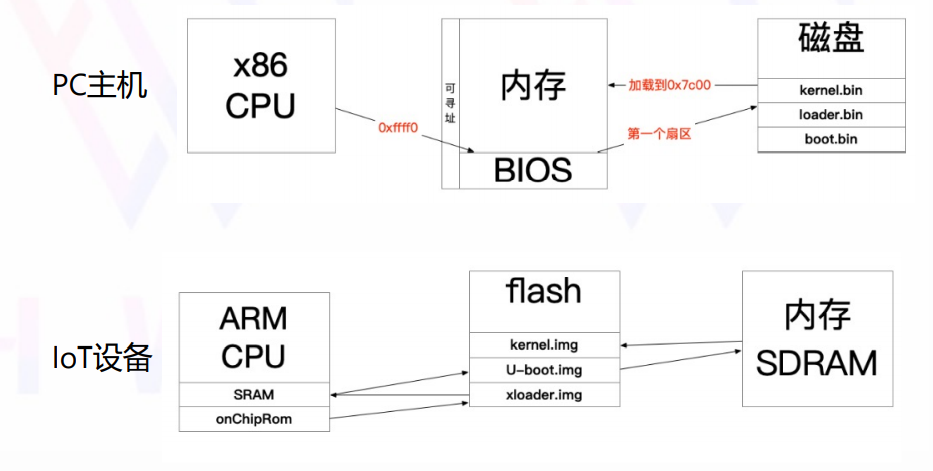 PC主机
x86
CPU
0xffff0
可寻址
内存
BIOS
加载到0x7c00
第一个扇区
磁盘
kernel.bin
loader.bin
boot.bin
IoT设备
ARM
CPU
SRAM
onChipRom
flash
kernel.img
U-boot.img
xloader.img
内存
SDRAM